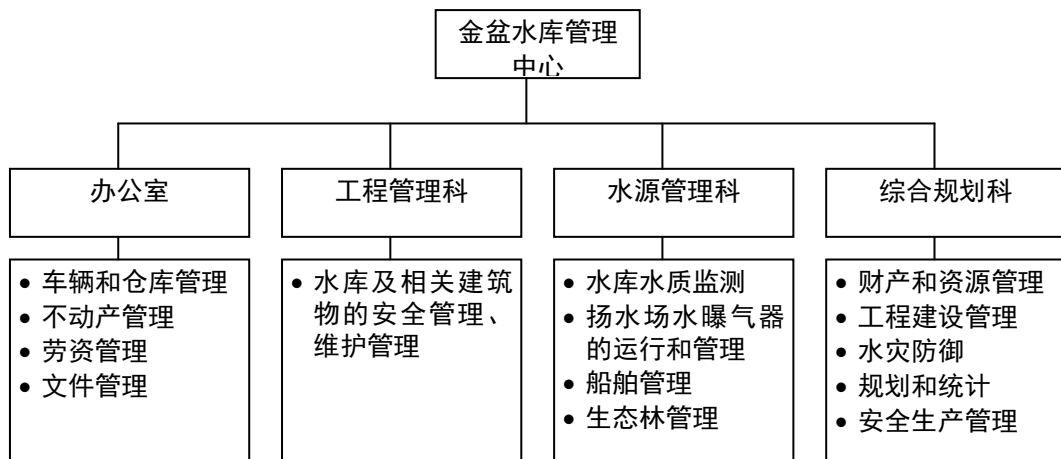 金盆水库管理
中心
办公室
工程管理科
水源管理科
综合规划科
• 车辆和仓库管理
• 不动产管理
• 劳资管理
• 文件管理
• 水库及相关建筑
物的安全管理、
维护管理
• 水库水质监测
• 扬水场水曝气器
的运行和管理
• 船舶管理
• 生态林管理
• 财产和资源管理
• 工程建设管理
• 水灾防御
• 规划和统计
• 安全生产管理